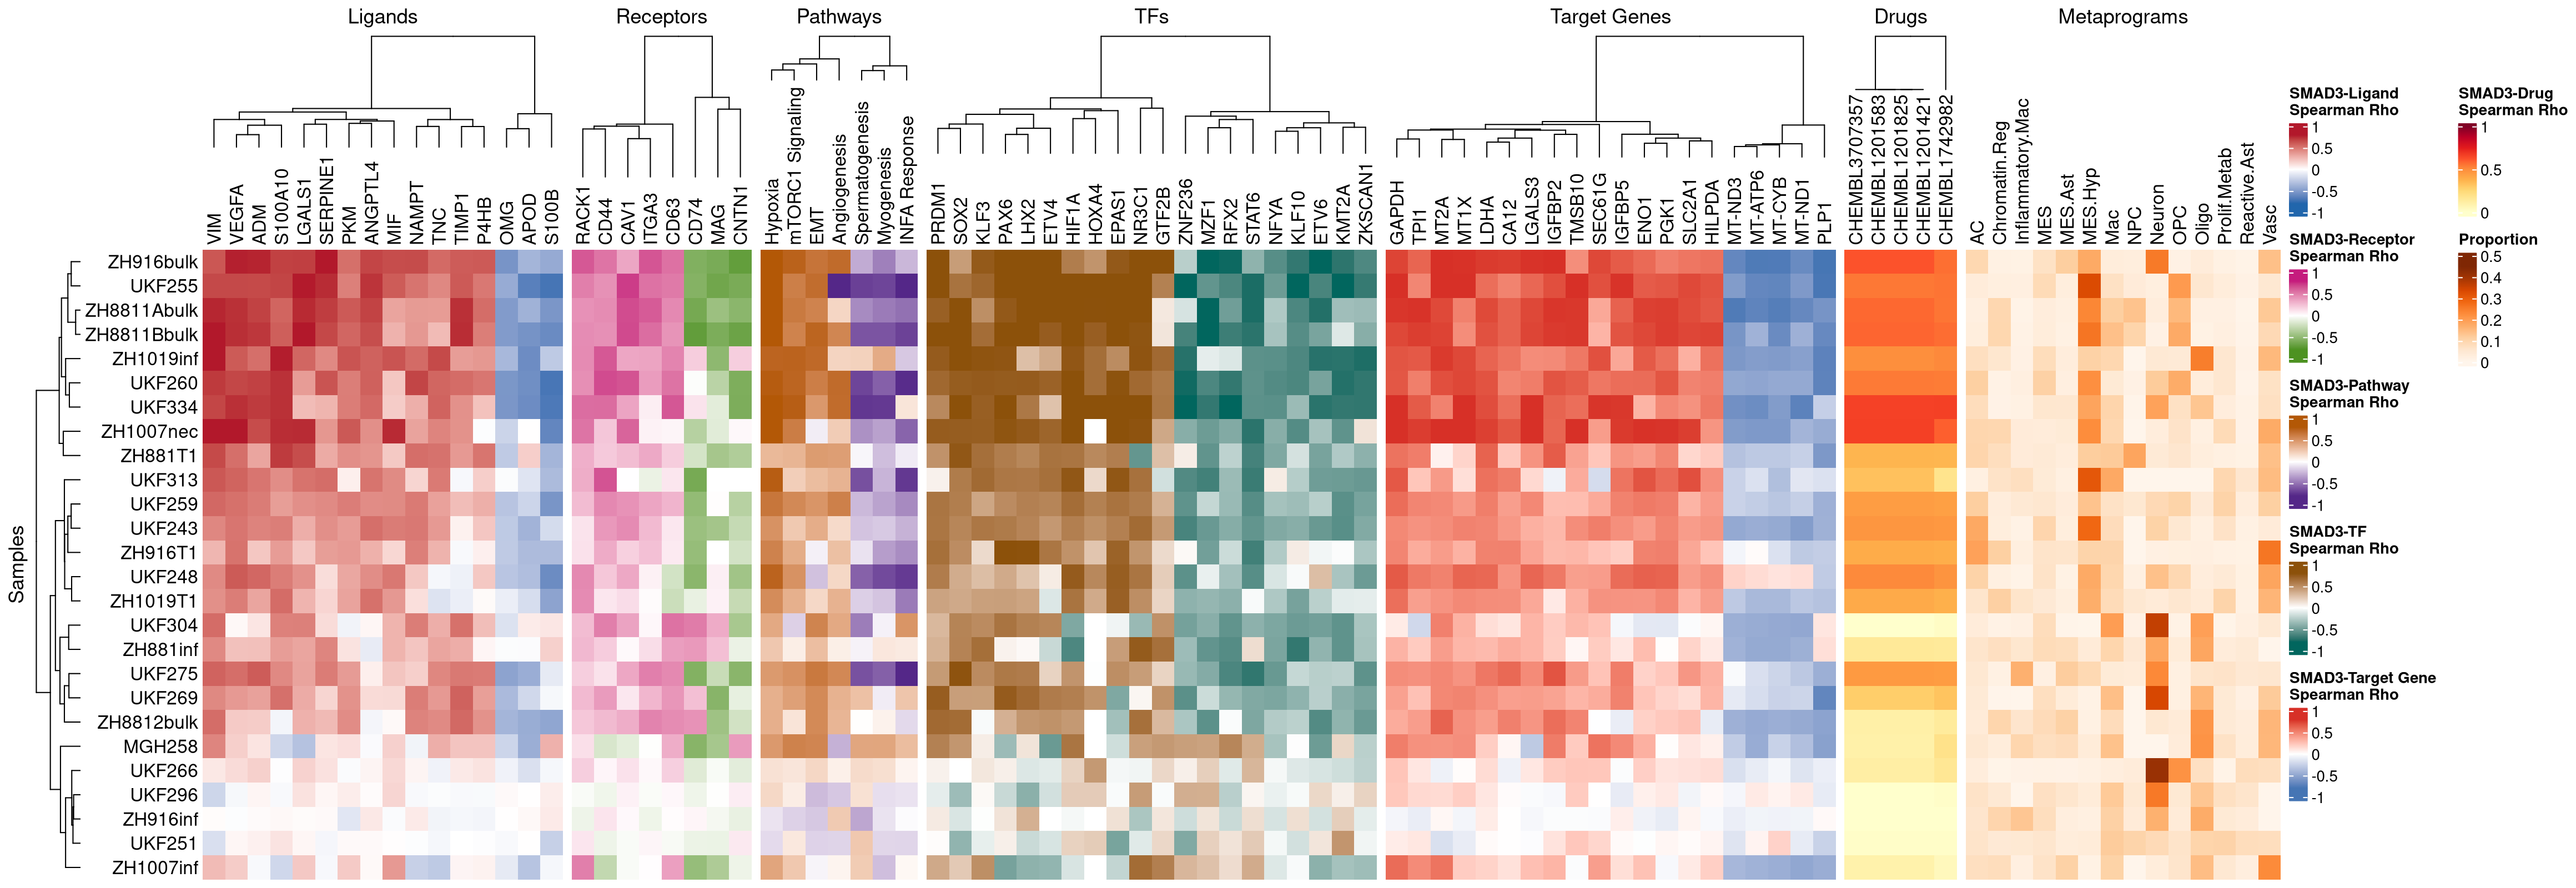 Ligands
Receptors
Pathways
TFs
Target Genes
Drugs
Metaprograms
VIM
VEGFA
ADM
S100A10
LGALS1
SERPINE1
PKM
ANGPTL4
MIF
NAMPT
TNC
TIMP1
P4HB
OMG
APOD
S100B
RACK1
CD44
CAV1
ITGA3
CD63
CD74
MAG
CNTN1
Hypoxia
mTORC1 Signaling
EMT
Angiogenesis
Spermatogenesis
Myogenesis
INFA Response
PRDM1
SOX2
KLF3
PAX6
LHX2
ETV4
HIF1A
HOXA4
EPAS1
NR3C1
GTF2B
ZNF236
MZF1
RFX2
STAT6
NFYA
KLF10
ETV6
KMT2A
ZKSCAN1
GAPDH
TPI1
MT2A
MT1X
LDHA
CA12
LGALS3
IGFBP2
TMSB10
SEC61G
IGFBP5
ENO1
PGK1
SLC2A1
HILPDA
MT-ND3
MT-ATP6
MT-CYB
MT-ND1
PLP1
CHEMBL3707357
CHEMBL1201583
CHEMBL1201825
CHEMBL1201421
CHEMBL1742982
AC
Chromatin.Reg
Inflammatory.Mac
MES
MES.Ast
MES.Hyp
Mac
NPC
Neuron
OPC
Oligo
Prolif.Metab
Reactive.Ast
Vasc
Samples
ZH916bulk
UKF255
ZH8811Abulk
ZH8811Bbulk
ZH1019inf
UKF260
UKF334
ZH1007nec
ZH881T1
UKF313
UKF259
UKF243
ZH916T1
UKF248
ZH1019T1
UKF304
ZH881inf
UKF275
UKF269
ZH8812bulk
MGH258
UKF266
UKF296
ZH916inf
UKF251
ZH1007inf
SMAD3-Ligand
Spearman Rho
1
0.5
0
-0.5
-1
SMAD3-Receptor
Spearman Rho
1
0.5
0
-0.5
-1
SMAD3-Pathway
Spearman Rho
1
0.5
0
-0.5
-1
SMAD3-TF
Spearman Rho
1
0.5
0
-0.5
-1
SMAD3-Target Gene
Spearman Rho
1
0.5
0
-0.5
-1
SMAD3-Drug
Spearman Rho
1
0.5
0
Proportion
0.5
0.4
0.3
0.2
0.1
0